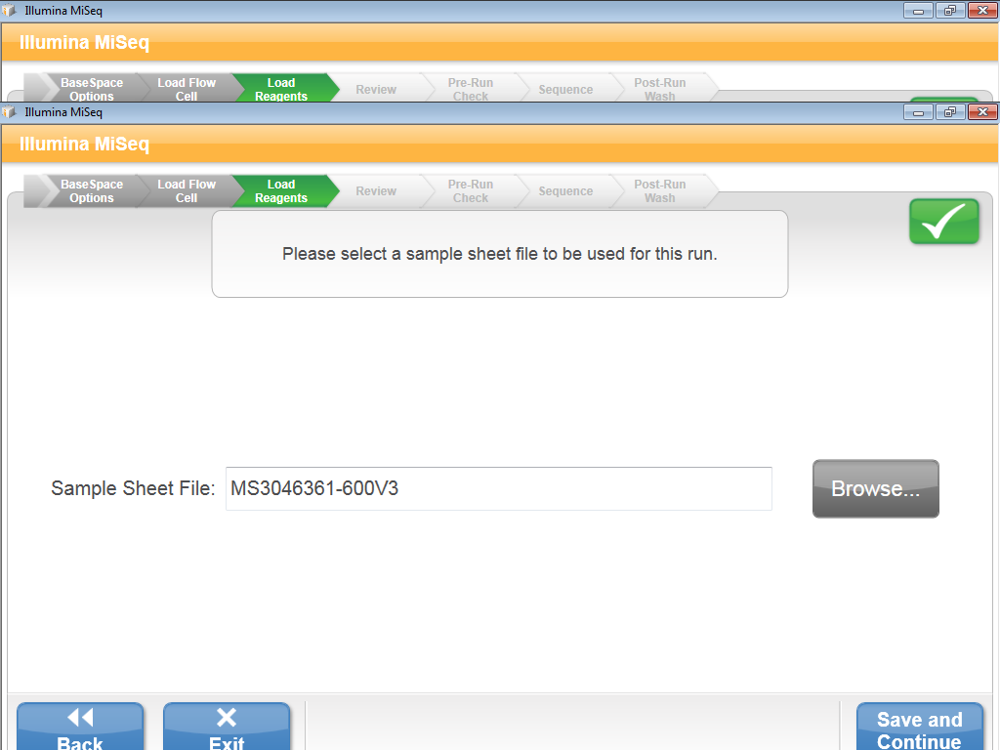 Illumina MiSeq
Illumina MiSeq
BaseSpace Options
Load Flow Cell
Load Reagents
Review
Pre-Run Check
Sequence
Post-Run Wash
Illumina MiSeq
Illumina MiSeq
BaseSpace Options
Load Flow Cell
Load Reagents
Review
Pre-Run Check
Sequence
Post-Run Wash
Please select a sample sheet file to be used for this run.
Sample Sheet File: MS3046361-600V3
Browse...
Back
Exit
Save and Continue